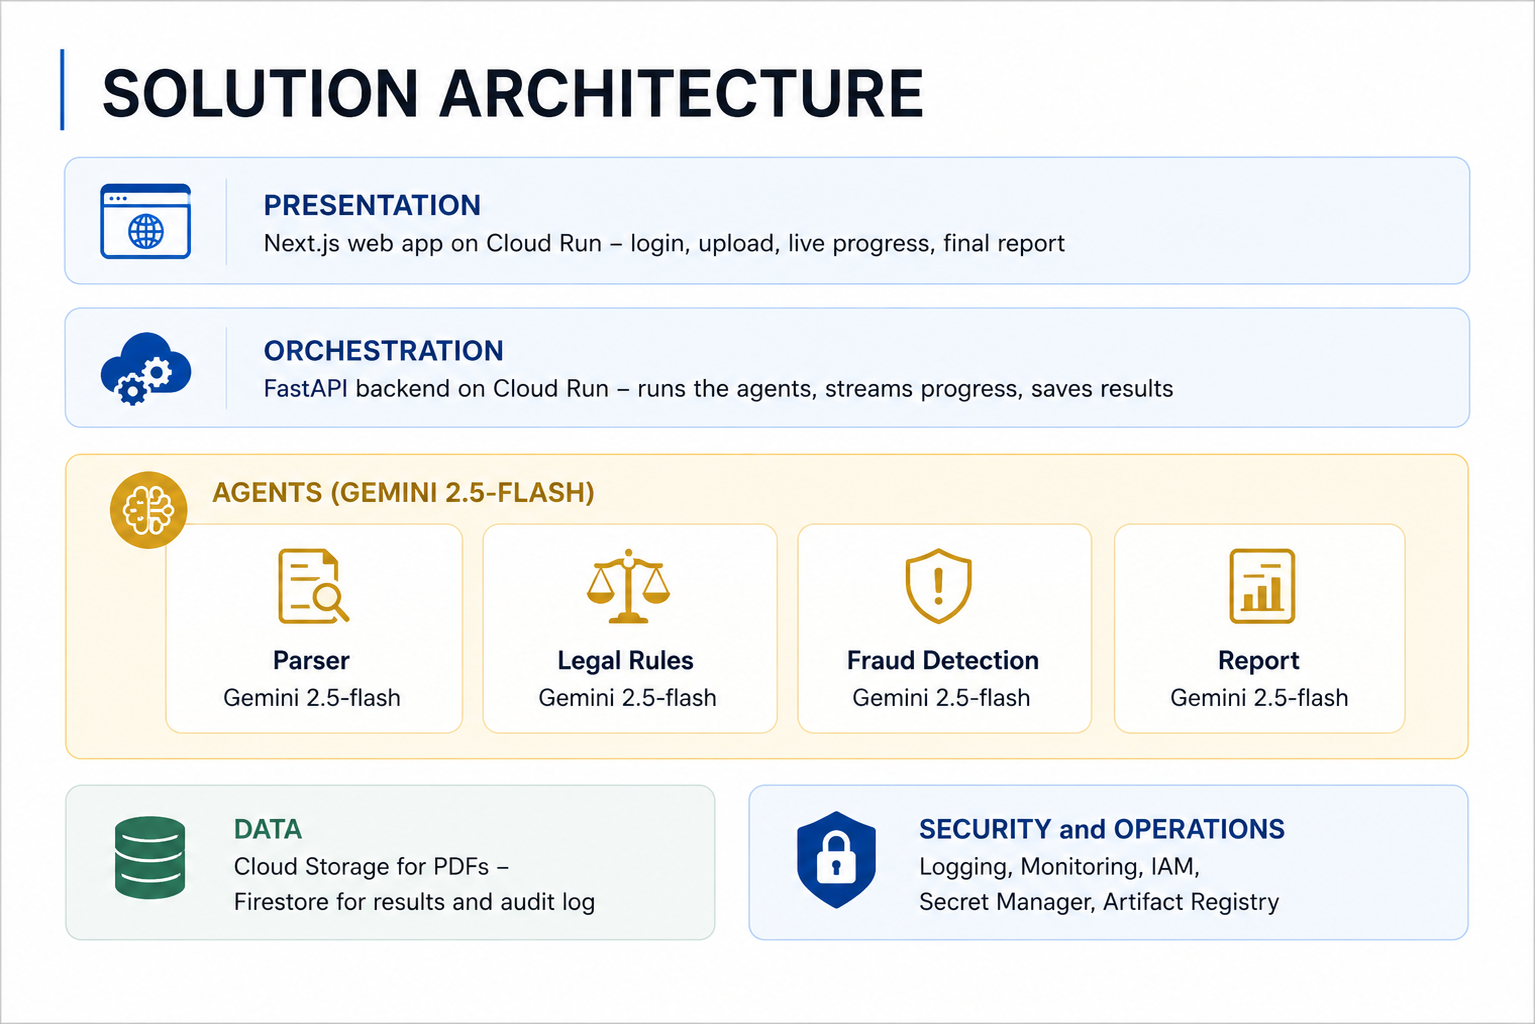 SOLUTION ARCHITECTURE
PRESENTATION
Next.js web app on Cloud Run – login, upload, live progress, final report
ORCHESTRATION
FastAPI backend on Cloud Run – runs the agents, streams progress, saves results
AGENTS (GEMINI 2.5-FLASH)
Parser
Gemini 2.5-flash
Legal Rules
Gemini 2.5-flash
Fraud Detection
Gemini 2.5-flash
Report
Gemini 2.5-flash
DATA
Cloud Storage for PDFs –
Firestore for results and audit log
SECURITY and OPERATIONS
Logging, Monitoring, IAM,
Secret Manager, Artifact Registry